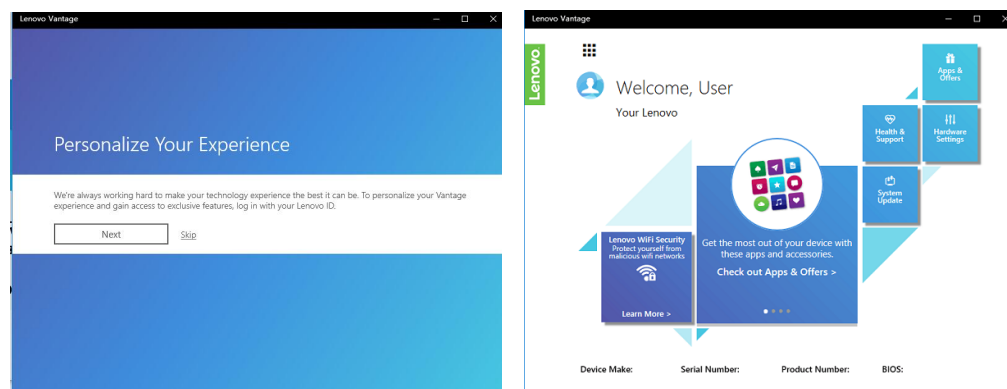 Lenovo Vantage
Personalize Your Experience
We're always working hard to make your technology experience the best it can be. To personalize your Vantage
experience and gain access to exclusive features, log in with your Lenovo ID.
Next Skip
Lenovo Vantage
Lenovo
Welcome, User
Your Lenovo
Apps &
Offers
Health &
Support
Hardware
Settings
System
Update
Lenovo WiFi Security
Protect yourself from
malicious wifi networks
Learn More >
Get the most out of your device with
these apps and accessories.
Check out Apps & Offers >
Device Make: Serial Number: Product Number: BIOS: